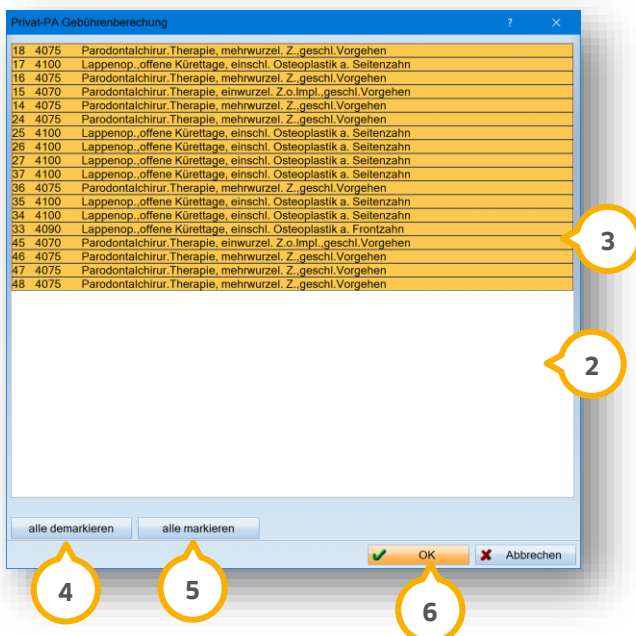 Privat-PA Gebührenberechung ?
18 4075 Parodontalchirur.Therapie, mehrwurzel. Z.,geschl.Vorgehen
17 4100 Lappenop.,offene Kürettage, einschl. Osteoplastik a. Seitenzahn
16 4075 Parodontalchirur.Therapie, mehrwurzel. Z.,geschl.Vorgehen
15 4070 Parodontalchirur.Therapie, einwurzel. Z.o.Impl.,geschl.Vorgehen
14 4075 Parodontalchirur.Therapie, mehrwurzel. Z.,geschl.Vorgehen
24 4075 Parodontalchirur.Therapie, mehrwurzel. Z.,geschl.Vorgehen
25 4100 Lappenop.,offene Kürettage, einschl. Osteoplastik a. Seitenzahn
26 4100 Lappenop.,offene Kürettage, einschl. Osteoplastik a. Seitenzahn
27 4100 Lappenop.,offene Kürettage, einschl. Osteoplastik a. Seitenzahn
37 4100 Lappenop.,offene Kürettage, einschl. Osteoplastik a. Seitenzahn
36 4075 Parodontalchirur.Therapie, mehrwurzel. Z.,geschl.Vorgehen
35 4100 Lappenop.,offene Kürettage, einschl. Osteoplastik a. Seitenzahn
34 4100 Lappenop.,offene Kürettage, einschl. Osteoplastik a. Seitenzahn
33 4090 Lappenop.,offene Kürettage, einschl. Osteoplastik a. Frontzahn
45 4070 Parodontalchirur.Therapie, einwurzel. Z.o.Impl.,geschl.Vorgehen
46 4075 Parodontalchirur.Therapie, mehrwurzel. Z.,geschl.Vorgehen
47 4075 Parodontalchirur.Therapie, mehrwurzel. Z.,geschl.Vorgehen
48 4075 Parodontalchirur.Therapie, mehrwurzel. Z.,geschl.Vorgehen
3
2
alle demarkieren alle markieren
OK Abbrechen
4 5 6